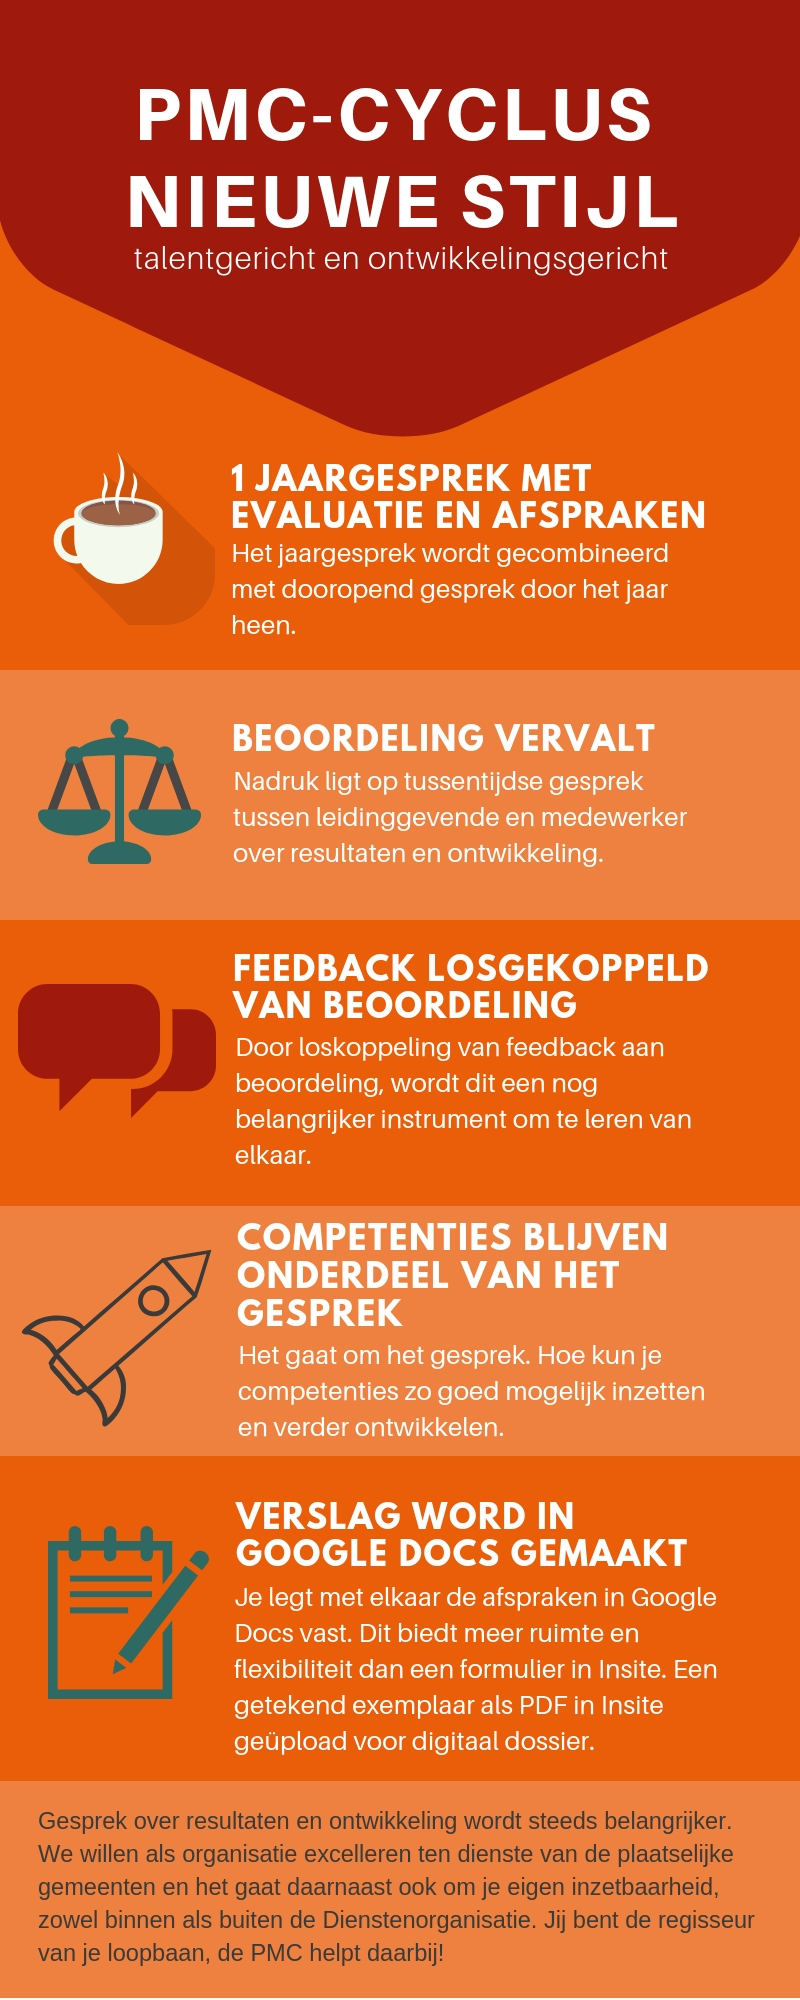 PMC-CYCLUS
NIEUWE STIJL
talentgericht en ontwikkelingsgericht
1 JAARGESPREK MET
EVALUATIE EN AFSPRAKEN
Het jaargesprek wordt gecombineerd
met dooropend gesprek door het jaar
heen.
BEOORDELING VERVALT
Nadruk ligt op tussentijdse gesprek
tussen leidinggevende en medewerker
over resultaten en ontwikkeling.
FEEDBACK LOSGEKOPPELD
VAN BEOORDELING
Door loskoppeling van feedback aan
beoordeling, wordt dit een nog
belangrijker instrument om te leren van
elkaar.
COMPETENTIES BLIJVEN
ONDERDEEL VAN HET
GESPREK
Het gaat om het gesprek. Hoe kun je
competenties zo goed mogelijk inzetten
en verder ontwikkelen.
VERSLAG WORD IN
GOOGLE DOCS GEMAAKT
Je legt met elkaar de afspraken in Google
Docs vast. Dit biedt meer ruimte en
flexibiliteit dan een formulier in Insite. Een
getekend exemplaar als PDF in Insite
geüpload voor digitaal dossier.
Gesprek over resultaten en ontwikkeling wordt steeds belangrijker.
We willen als organisatie excelleren ten dienste van de plaatselijke
gemeenten en het gaat daarnaast ook om je eigen inzetbaarheid,
zowel binnen als buiten de Dienstenorganisatie. Jij bent de regisseur
van je loopbaan, de PMC helpt daarbij!